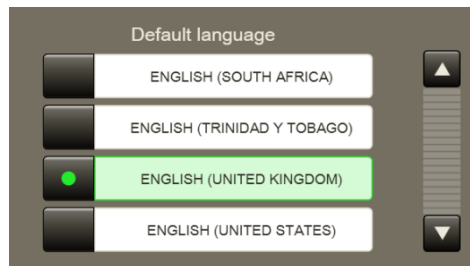 Default language
ENGLISH (SOUTH AFRICA)
ENGLISH (TRINIDAD Y TOBAGO)
ENGLISH (UNITED KINGDOM)
ENGLISH (UNITED STATES)